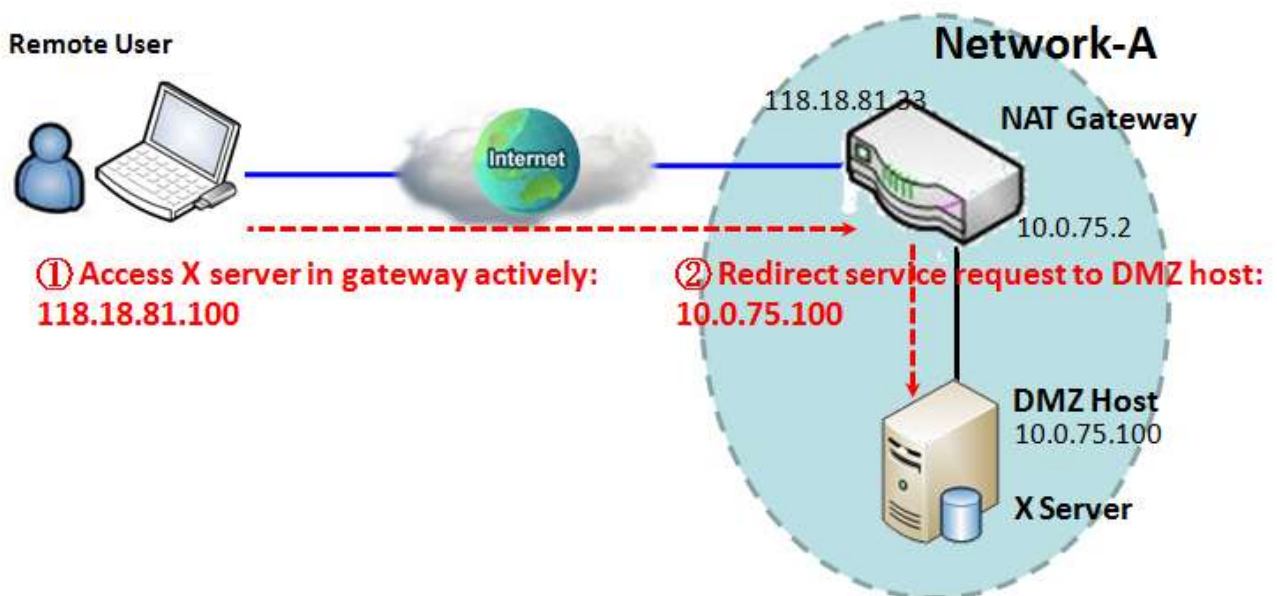 Remote User
Network-A
118.18.81.33
NAT Gateway
Internet
10.0.75.2
① Access X server in gateway actively:
118.18.81.100
② Redirect service request to DMZ host:
10.0.75.100
DMZ Host
10.0.75.100
X Server